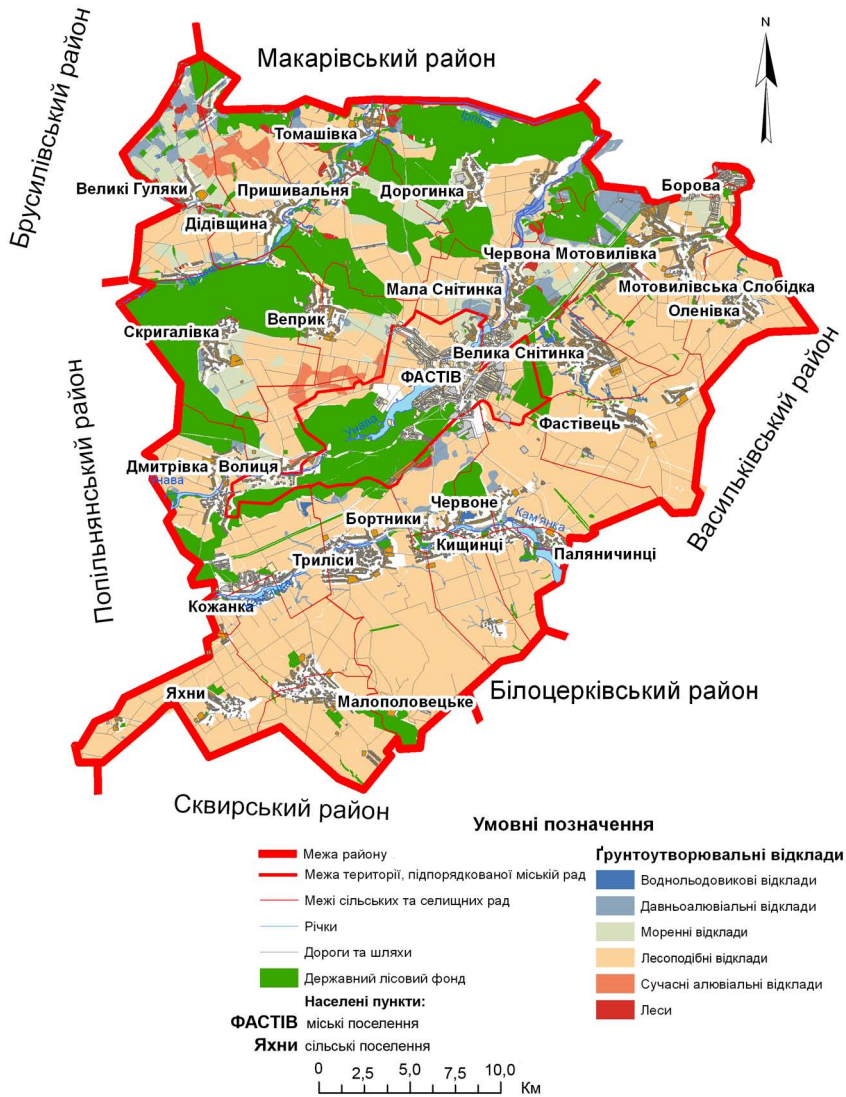 N
Макарівський район
Брусилівський район
Ірпінь
Томашівка
Великі Гуляки
Пришивальня
Дорогинка
Борова
Дідівщина
Червона Мотовилівка
Мала Снітинка
Мотовилівська Слобідка
Оленівка
Веприк
Скригалівка
Велика Снітинка
ФАСТІВ
Унава
Фастівець
Васильківський район
Попільнянський район
Дмитрівка
Волиця
Червоне
Кам'янка
Бортники
Кищинці
Паляничинці
Триліси
Кожанка
Яхни
Малополовецьке
Білоцерківський район
Сквирський район
Умовні позначення
Межа району
Межа території, підпорядкованої міській рад
Межі сільських та селищних рад
Річки
Дороги та шляхи
Державний лісовий фонд
Населені пункти:
ФАСТІВ міські поселення
Яхни сільські поселення
0 2,5 5,0 7,5 10,0
Км
Ґрунтоутворювальні відклади
Воднольодовикові відклади
Давньоалювіальні відклади
Моренні відклади
Лесоподібні відклади
Сучасні алювіальні відклади
Леси